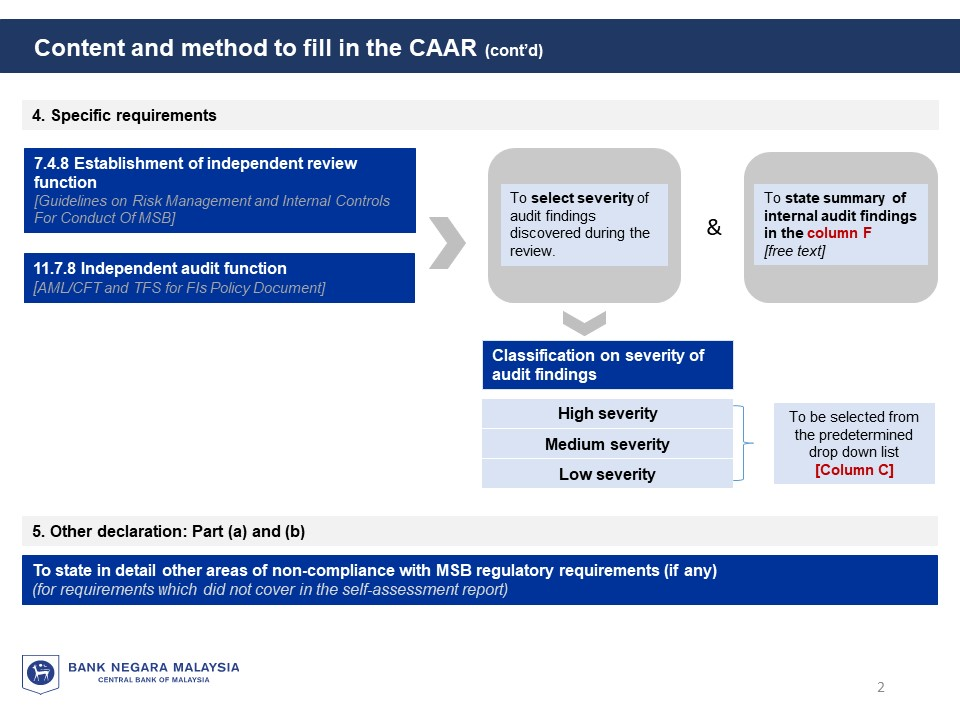 Content and method to fill in the CAAR (cont’d)
4. Specific requirements
7.4.8 Establishment of independent review
function
[Guidelines on Risk Management and Internal Controls
For Conduct Of MSB]
11.7.8 Independent audit function
[AML/CFT and TFS for FIs Policy Document]
To select severity of
audit findings
discovered during the
review.
&
To state summary of
internal audit findings
in the column F
[free text]
Classification on severity of
audit findings
High severity
Medium severity
Low severity
To be selected from
the predetermined
drop down list
[Column C]
5. Other declaration: Part (a) and (b)
To state in detail other areas of non-compliance with MSB regulatory requirements (if any)
(for requirements which did not cover in the self-assessment report)
BANK NEGARA MALAYSIA
CENTRAL BANK OF MALAYSIA
2